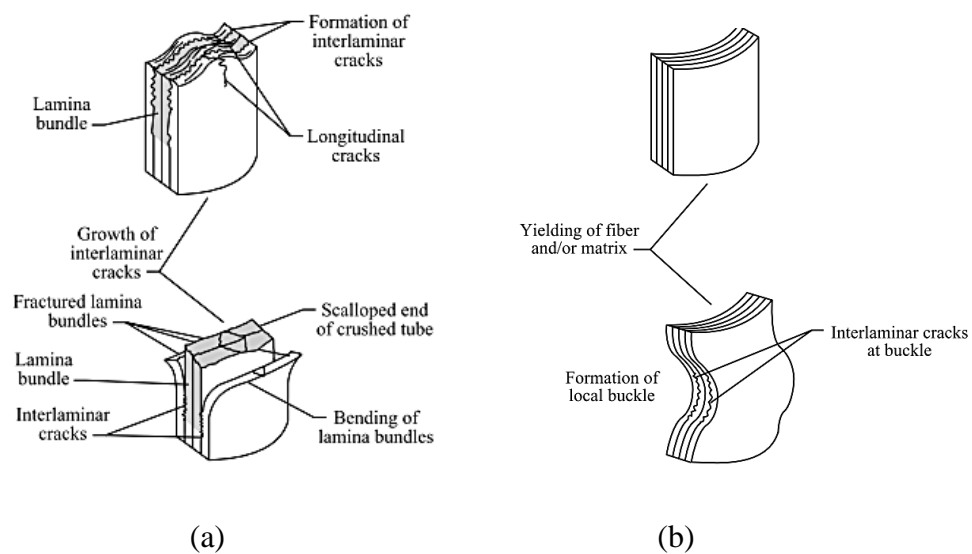 Formation of
interlaminar
cracks
Lamina
bundle
Longitudinal
cracks
Growth of
interlaminar
cracks
Fractured lamina
bundles
Scalloped end
of crushed tube
Lamina
bundle
Interlaminar
cracks
Bending of
lamina bundles
(a)
Yielding of fiber
and/or matrix
Interlaminar cracks
at buckle
Formation of
local buckle
(b)